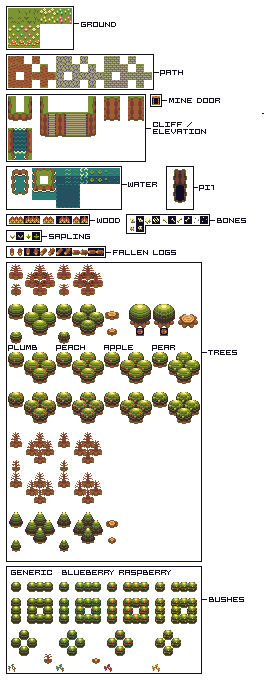 GROUND
PATH
MINE DOOR
CLIFF /
ELEVATION
WATER
PIT
WOOD
BONES
SAPLING
FALLEN LOGS
PLUMB PEACH APPLE PEAR
TREES
GENERIC BLUEBERRY RASPBERRY
BUSHES